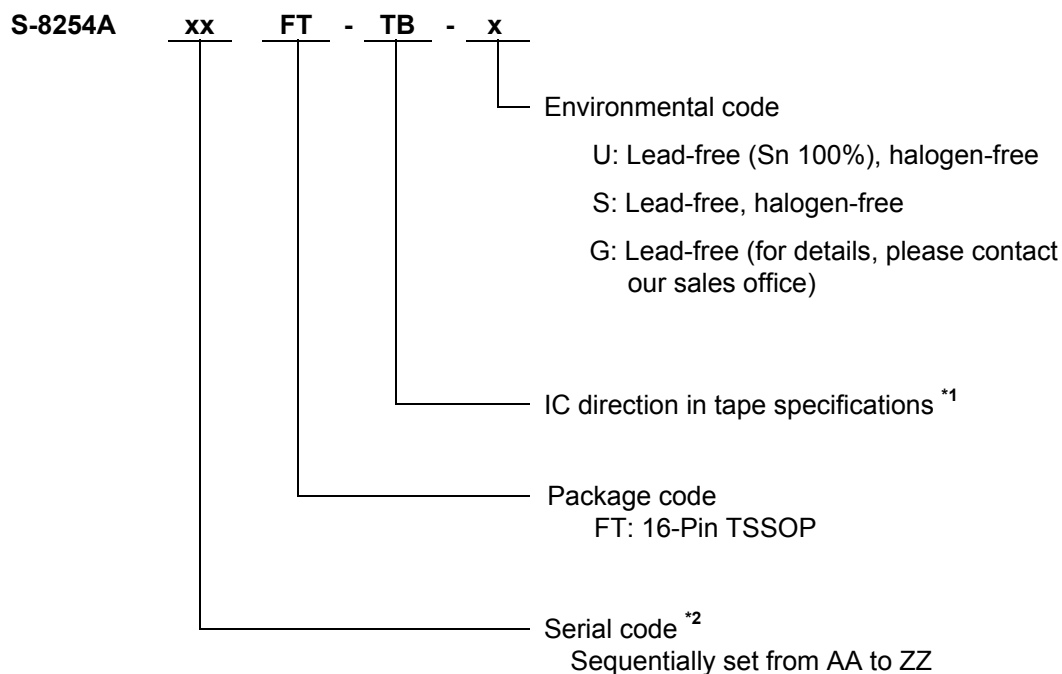 S-8254A xx FT - TB - x
Environmental code
U: Lead-free (Sn 100%), halogen-free
S: Lead-free, halogen-free
G: Lead-free (for details, please contact
our sales office)
IC direction in tape specifications *1
Package code
FT: 16-Pin TSSOP
Serial code *2
Sequentially set from AA to ZZ